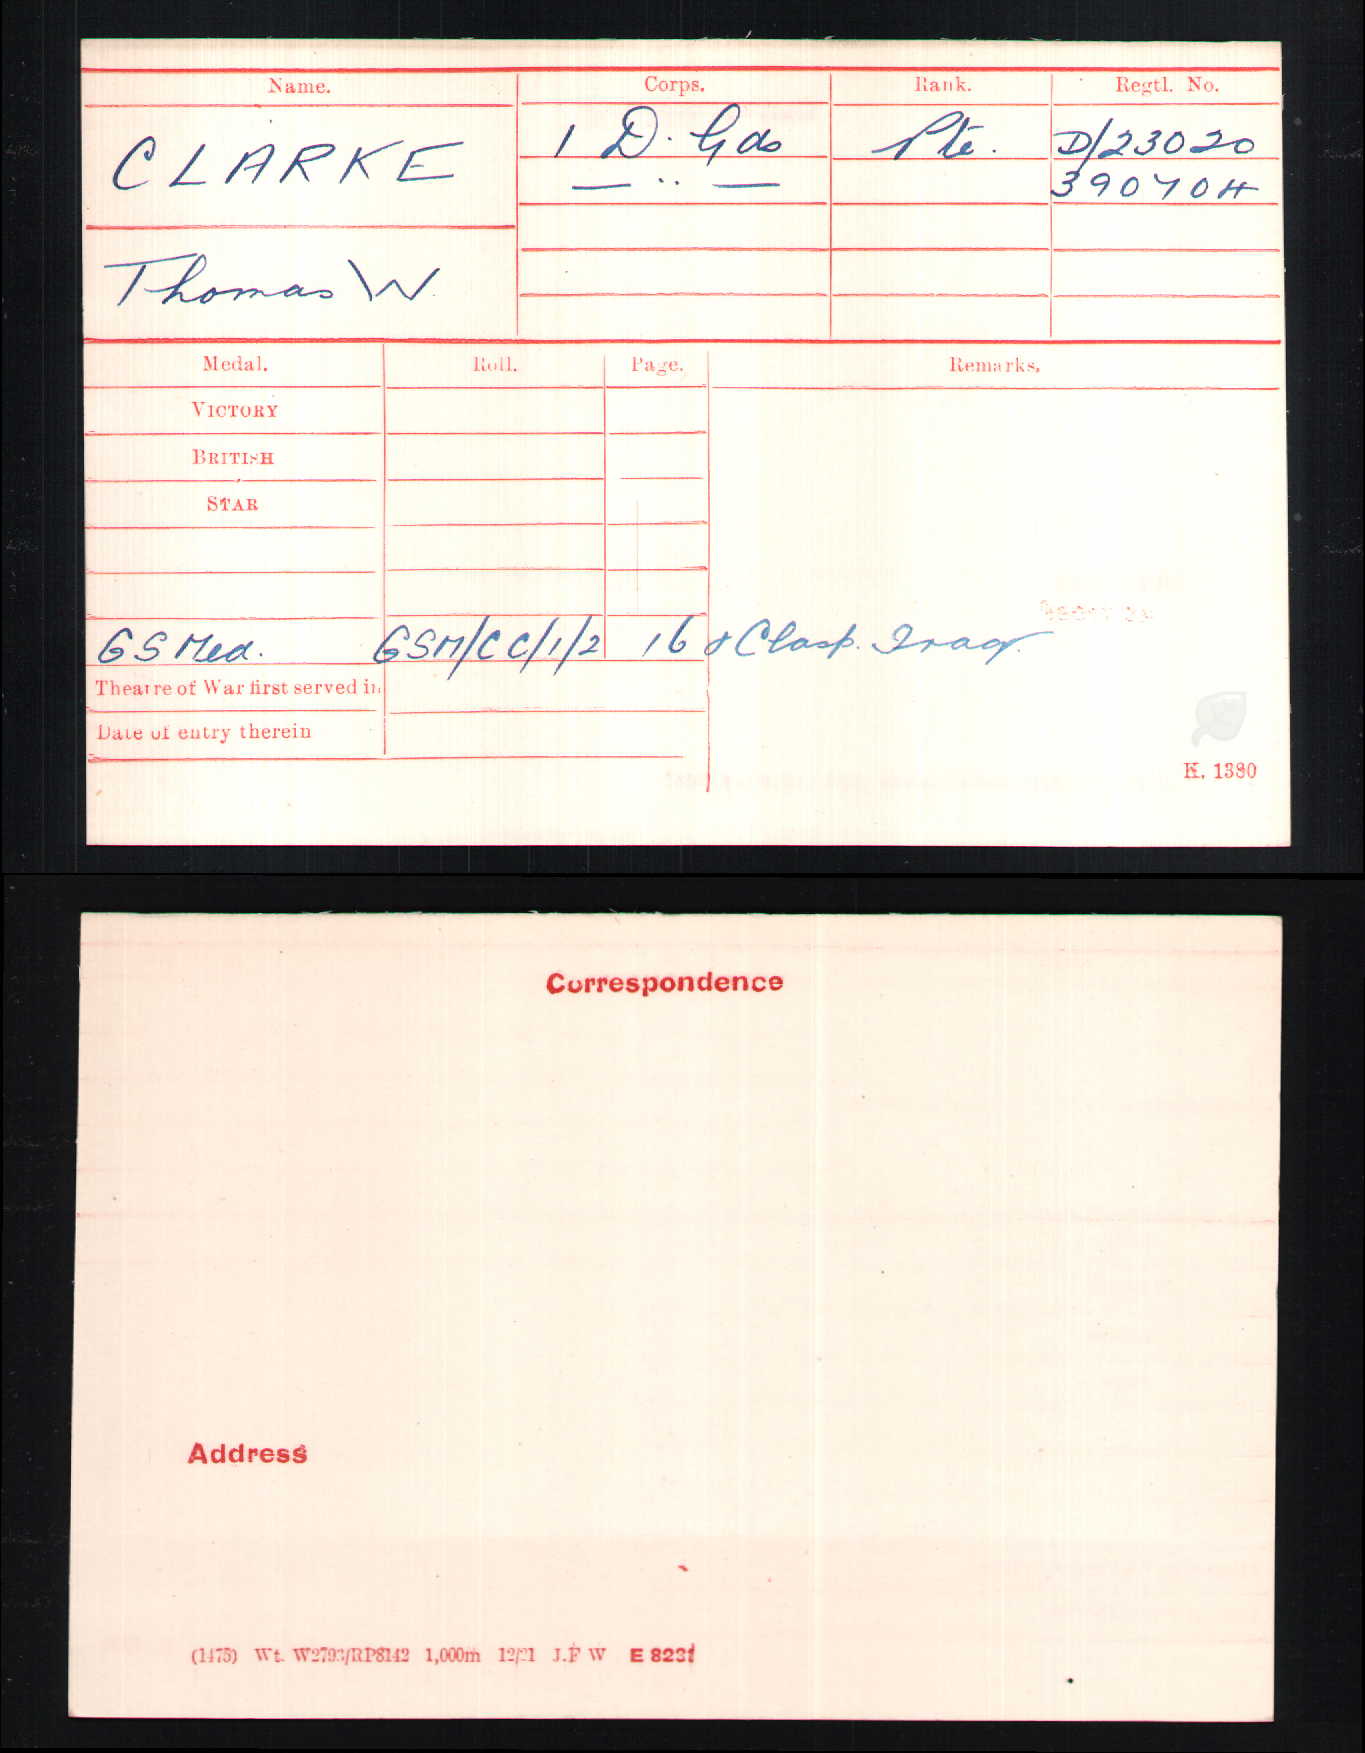 Name. Corps. Rank. Regtl. No.
CLARKE 1 D. Gds Pte. D/23020
— .. — 390704
Thomas W.
Medal. Roll. Page. Remarks.
VICTORY
BRITISH
STAR
GS Med. GSM/CC/1/2 16 & Clasp. Iraq.
Theatre of War first served in
Date of entry therein
K. 1380
Correspondence
Address
(1475) Wt. W2793/RP8142 1,000m 12/21 J.F W